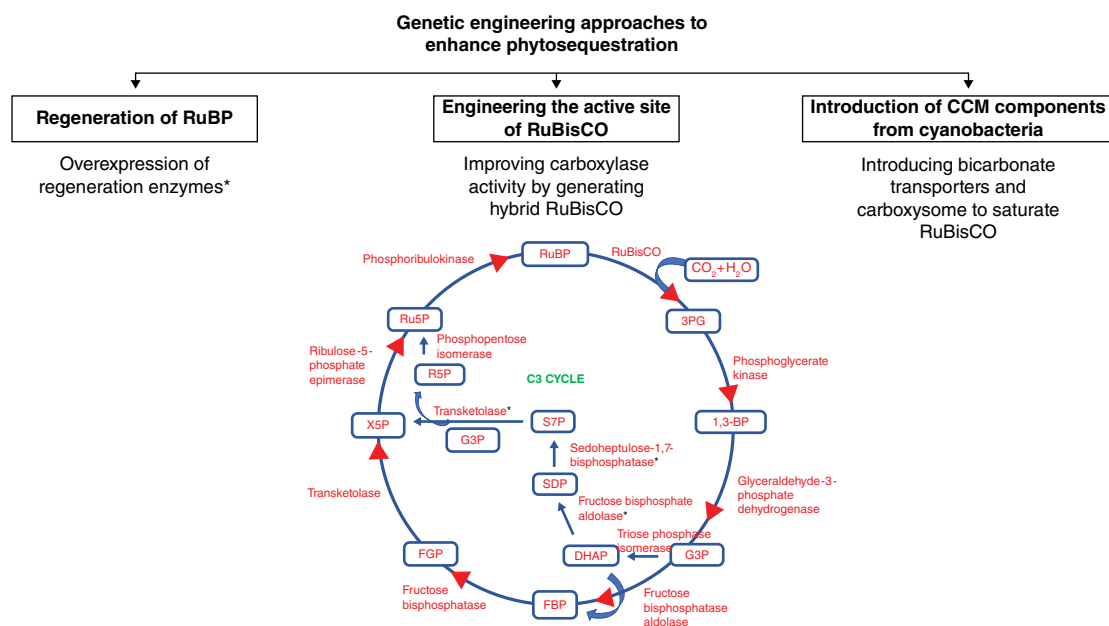 Genetic engineering approaches to
enhance phytosequestration
Regeneration of RuBP
Overexpression of
regeneration enzymes*
Engineering the active site
of RuBisCO
Improving carboxylase
activity by generating
hybrid RuBisCO
Introduction of CCM components
from cyanobacteria
Introducing bicarbonate
transporters and
carboxysome to saturate
RuBisCO
Phosphoribulokinase
RuBP
RuBisCO
CO₂+H₂O
3PG
Phosphoglycerate
kinase
1,3-BP
Glyceraldehyde-3-
phosphate
dehydrogenase
G3P
Triose phosphase
isomerase
DHAP
Fructose
bisphosphatase
aldolase
FBP
Fructose
bisphosphatase
FGP
Transketolase
X5P
Ribulose-5-
phosphate
epimerase
Ru5P
Phosphopentose
isomerase
R5P
C3 CYCLE
Transketolase*
G3P
S7P
Sedoheptulose-1,7-
bisphosphatase*
SDP
Fructose bisphosphate
aldolase*